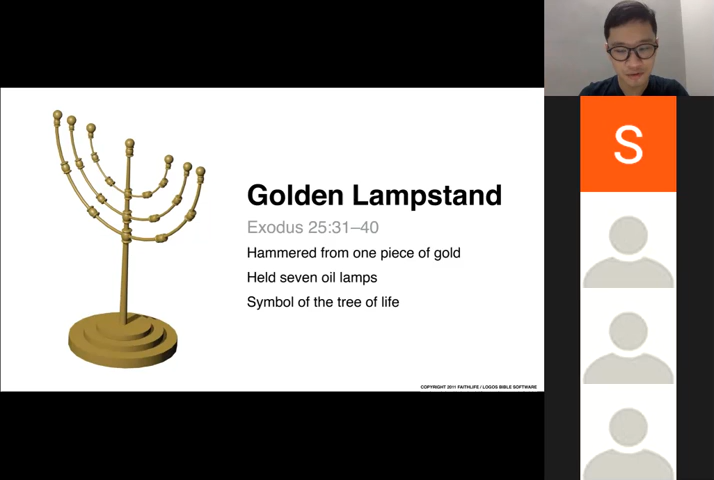 S
Golden Lampstand
Exodus 25:31–40
Hammered from one piece of gold
Held seven oil lamps
Symbol of the tree of life
COPYRIGHT 2011 FAITHLIFE / LOGOS BIBLE SOFTWARE